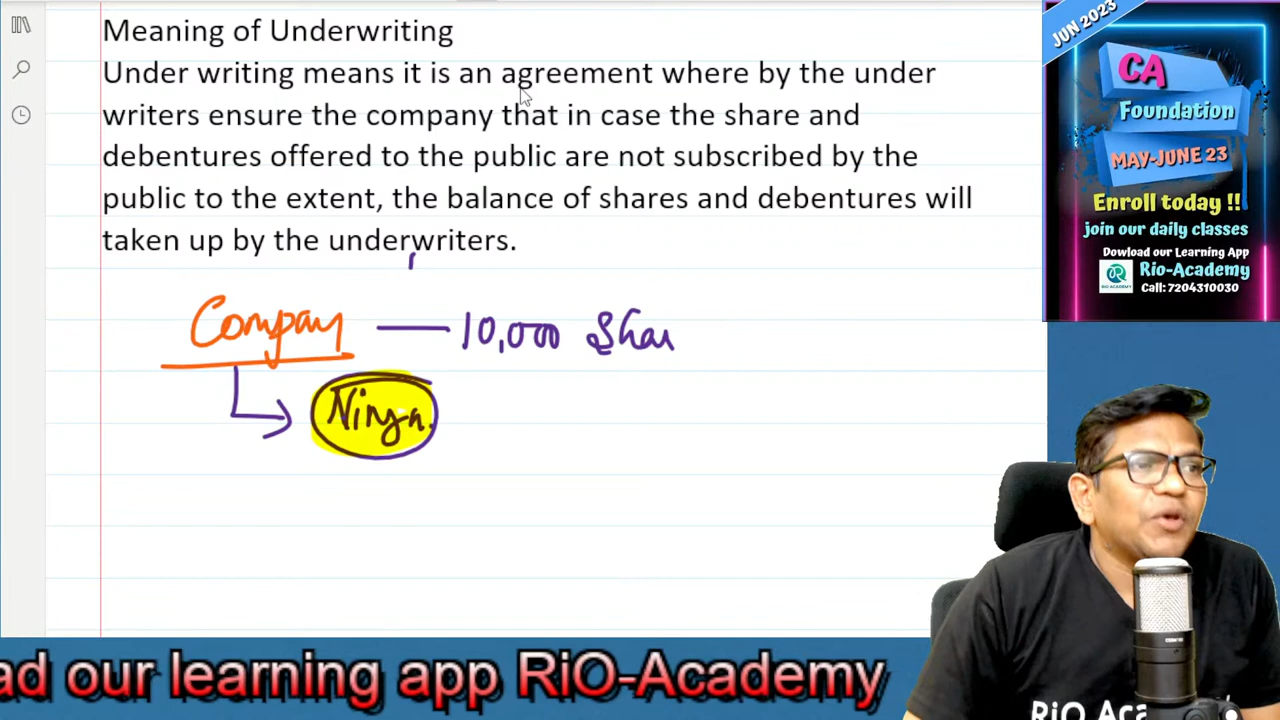 Meaning of Underwriting
Under writing means it is an agreement where by the under
writers ensure the company that in case the share and
debentures offered to the public are not subscribed by the
public to the extent, the balance of shares and debentures will
taken up by the underwriters.
Compay 10,000 Shar
JUN 2023
CA
Foundation
MAY-JUNE 23
Enroll today !!
join our daily classes
Dowload our Learning App
RIO ACADEMY
Rio-Academy
Call: 7204310030
ad our learning app RiO-Academy
RiO Aca